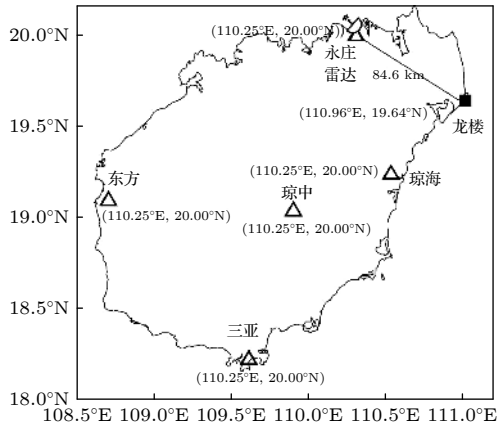 20.0°N
(110.25°E, 20.00°N)
永庄
雷达
84.6 km
(110.96°E, 19.64°N)
龙楼
19.5°N
(110.25°E, 20.00°N)
琼海
东方
琼中
(110.25°E, 20.00°N)
19.0°N
(110.25°E, 20.00°N)
18.5°N
三亚
(110.25°E, 20.00°N)
18.0°N
108.5°E 109.0°E 109.5°E 110.0°E 110.5°E 111.0°E